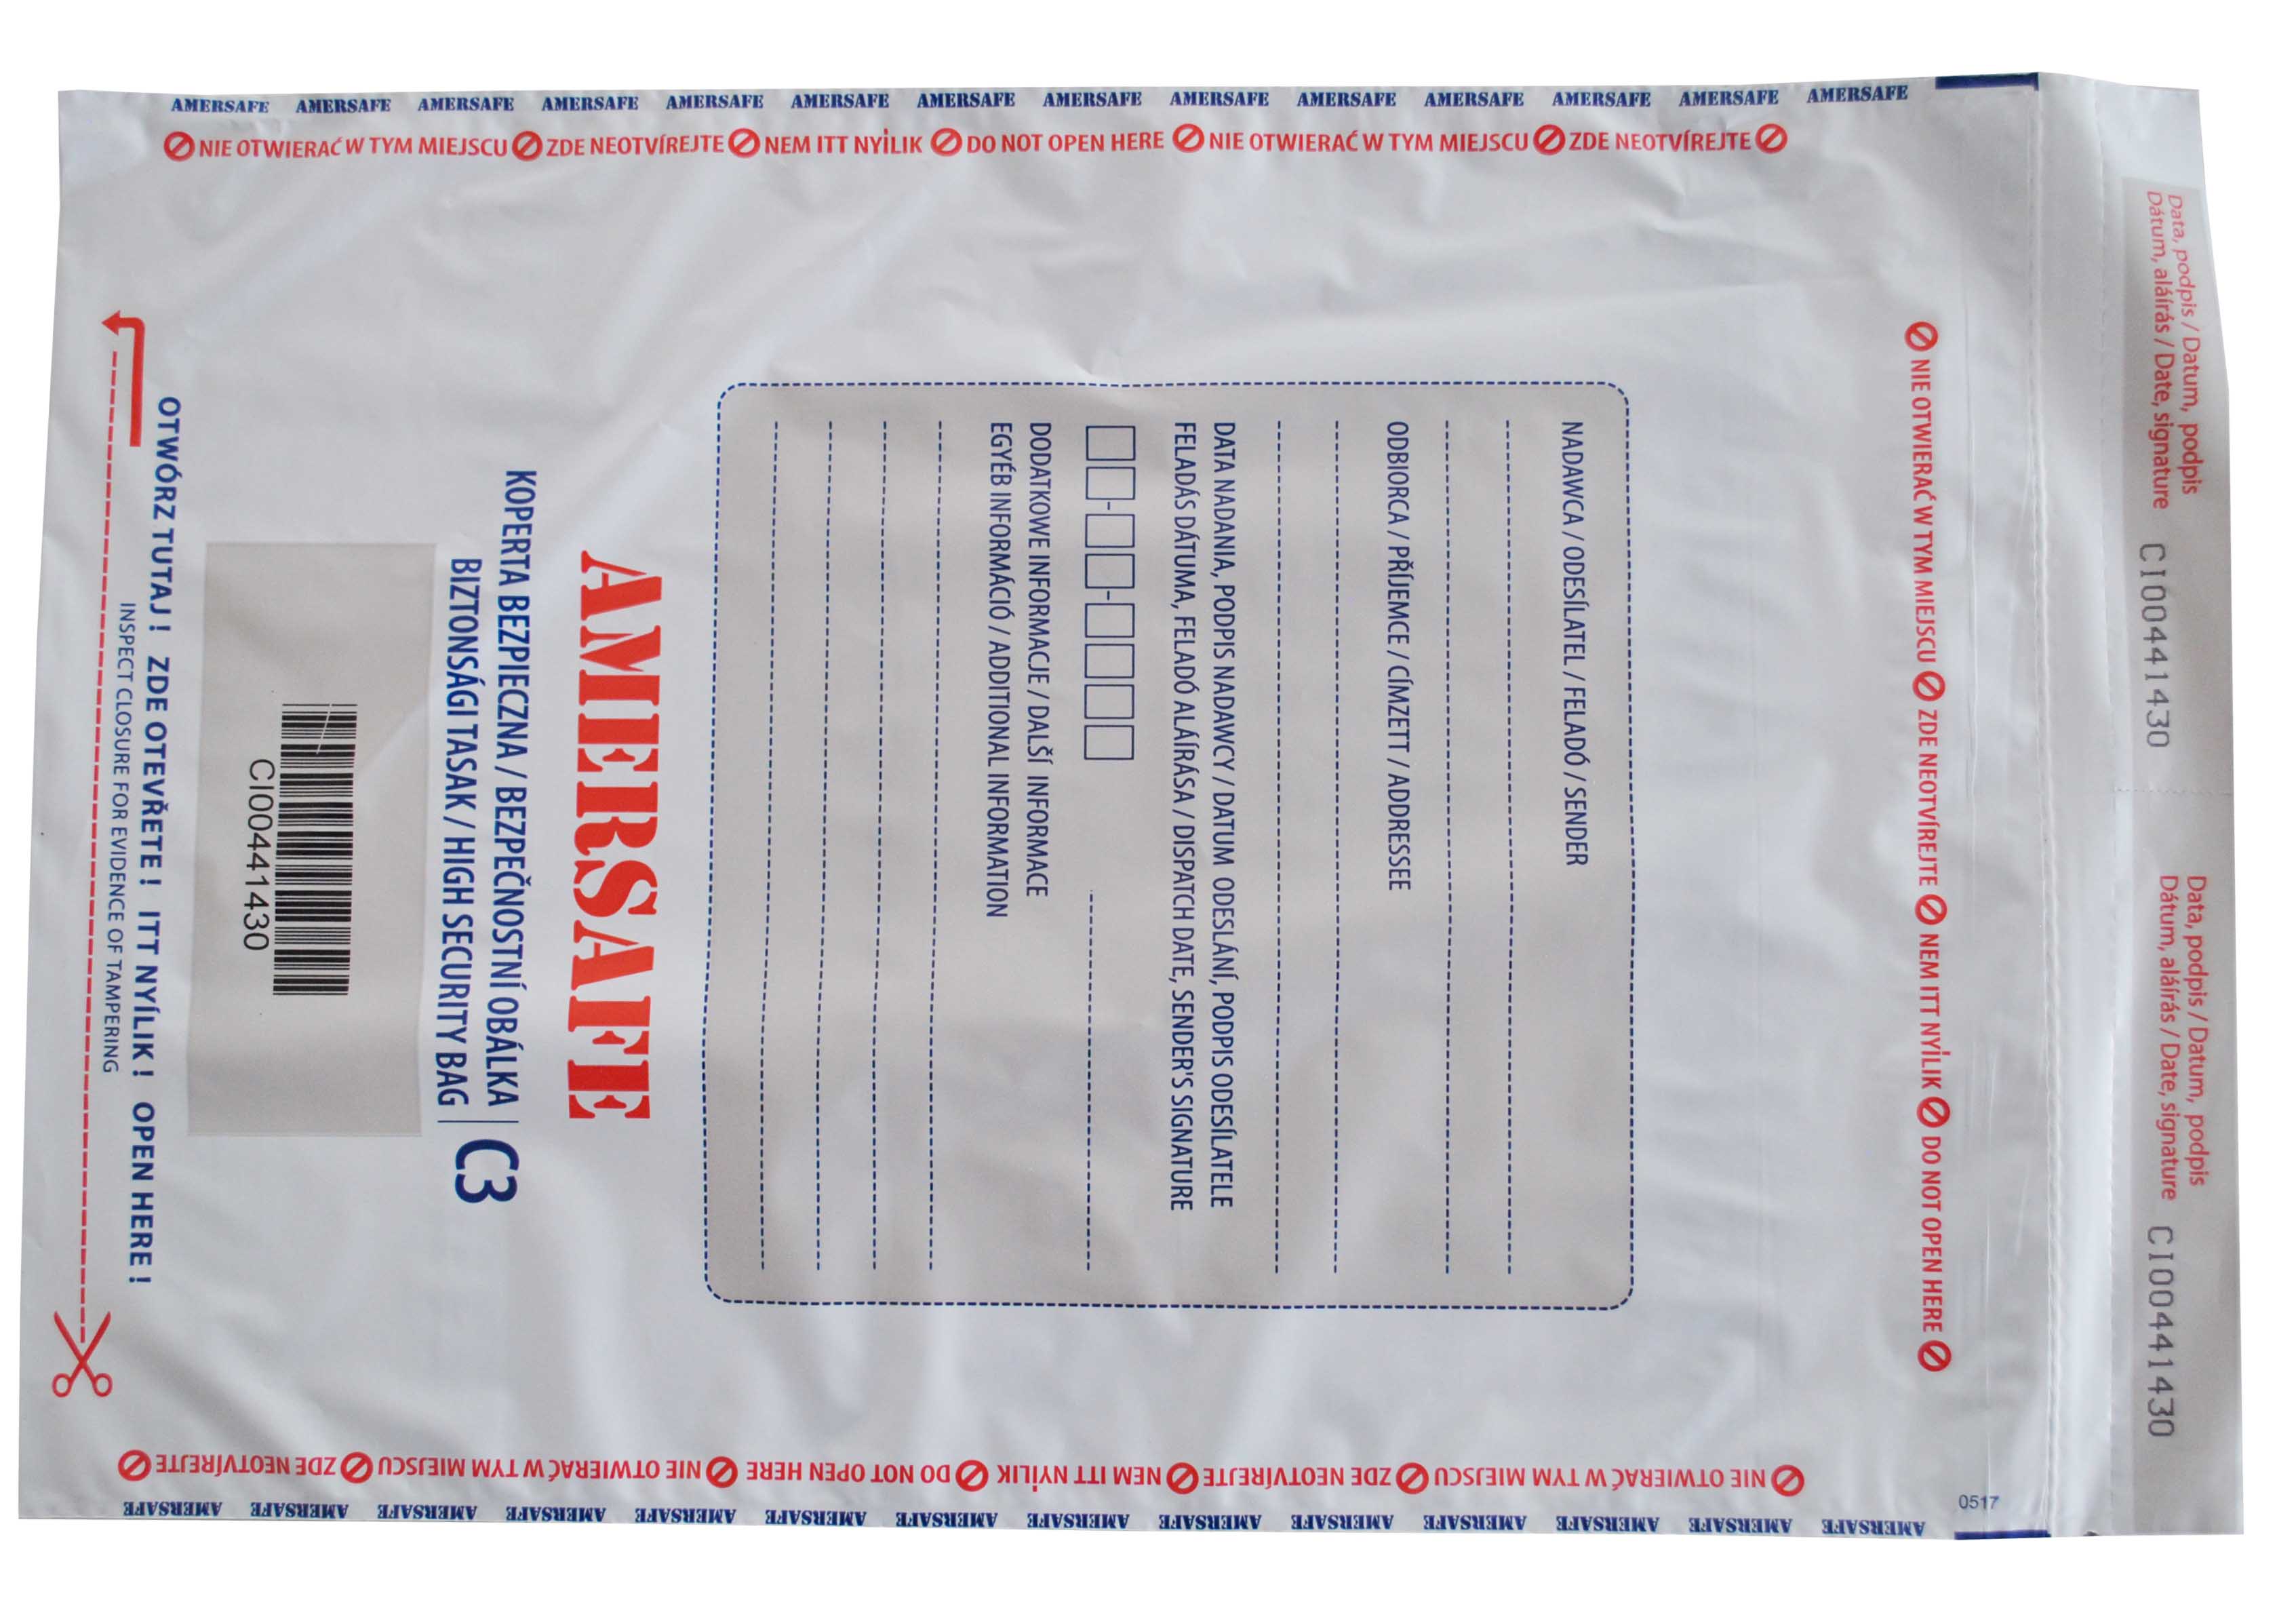 Data, podpis / Datum, podpis
Dátum, aláírás / Date, signature
CI00441430
Data, podpis / Datum, podpis
Dátum, aláírás / Date, signature
CI00441430
NIE OTWIERAĆ W TYM MIEJSCU ZDE NEOTVÍREJTE NEM ITT NYÍLIK DO NOT OPEN HERE
NADAWCA / ODESÍLATEL / FELADÓ / SENDER
ODBIORCA / PŘÍJEMCE / CÍMZETT / ADDRESSEE
DATA NADANIA, PODPIS NADAWCY / DATUM ODESLÁNÍ, PODPIS ODESÍLATELE
FELADÁS DÁTUMA, FELADÓ ALÁÍRÁSA / DISPATCH DATE, SENDER'S SIGNATURE
DODATKOWE INFORMACJE / DALŠÍ INFORMACE
EGYÉB INFORMÁCIÓ / ADDITIONAL INFORMATION
AMERSAFE
KOPERTA BEZPIECZNA / BEZPEČNOSTNÍ OBÁLKA
BIZTONSÁGI TASAK / HIGH SECURITY BAG
C3
CI00441430
OTWÓRZ TUTAJ ! ZDE OTEVŘETE ! ITT NYÍLIK ! OPEN HERE !
INSPECT CLOSURE FOR EVIDENCE OF TAMPERING
AMERSAFE AMERSAFE AMERSAFE AMERSAFE AMERSAFE AMERSAFE AMERSAFE AMERSAFE AMERSAFE AMERSAFE AMERSAFE AMERSAFE AMERSAFE AMERSAFE
NIE OTWIERAĆ W TYM MIEJSCU ZDE NEOTVÍREJTE NEM ITT NYÍLIK DO NOT OPEN HERE NIE OTWIERAĆ W TYM MIEJSCU ZDE NEOTVÍREJTE
NIE OTWIERAĆ W TYM MIEJSCU ZDE NEOTVÍREJTE NEM ITT NYÍLIK DO NOT OPEN HERE NIE OTWIERAĆ W TYM MIEJSCU ZDE NEOTVÍREJTE
AMERSAFE AMERSAFE AMERSAFE AMERSAFE AMERSAFE AMERSAFE AMERSAFE AMERSAFE AMERSAFE AMERSAFE AMERSAFE AMERSAFE AMERSAFE AMERSAFE
0517